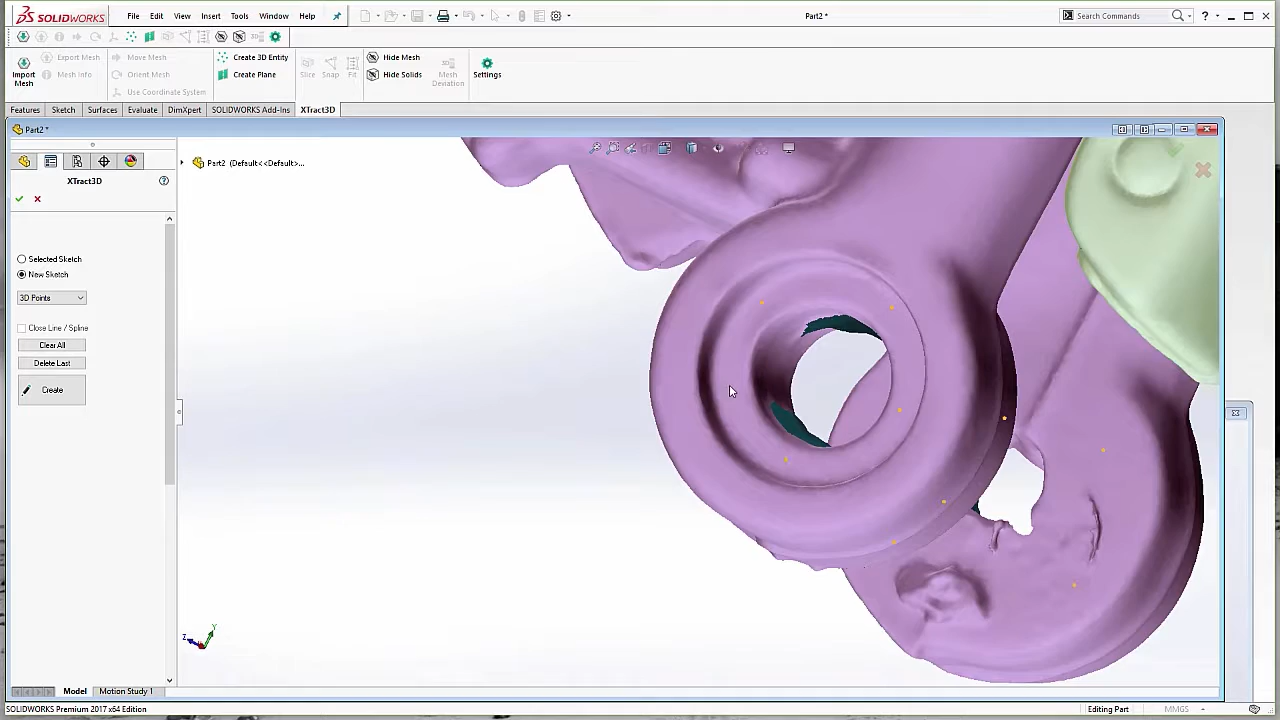 SOLIDWORKS File Edit View Insert Tools Window Help Part2 * Search Commands ?
Export Mesh Move Mesh Create 3D Entity Hide Mesh
Import Mesh Mesh Info Orient Mesh Create Plane Slice Snap Fit Hide Solids Mesh Deviation Settings
Use Coordinate System
Features Sketch Surfaces Evaluate DimXpert SOLIDWORKS Add-Ins XTract3D
Part2 *
Part2 (Default<<Default>...
XTract3D ?
Selected Sketch
New Sketch
3D Points
Close Line / Spline
Clear All
Delete Last
Create
Y
Z
Model Motion Study 1
SOLIDWORKS Premium 2017 x64 Edition Editing Part MMGS